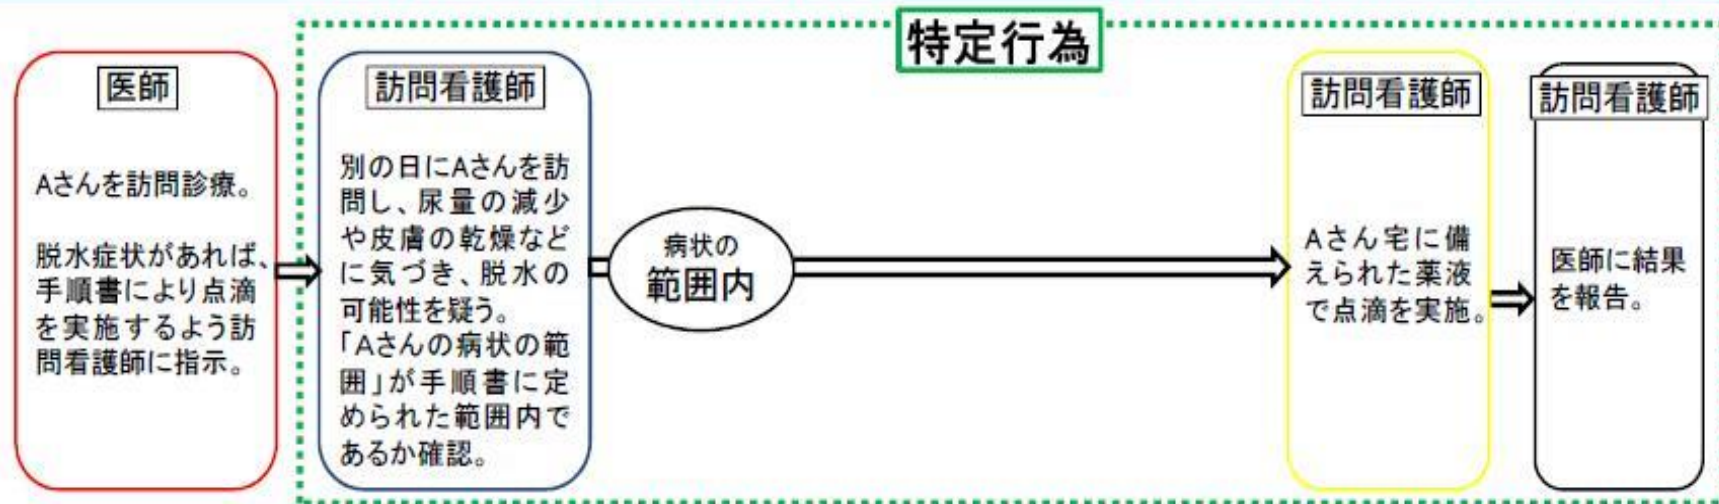 特定行為
医師
Aさんを訪問診療。
脱水症状があれば、
手順書により点滴
を実施するよう訪
問看護師に指示。
訪問看護師
別の日にAさんを訪
問し、尿量の減少
や皮膚の乾燥など
に気づき、脱水の
可能性を疑う。
「Aさんの病状の範
囲」が手順書に定
められた範囲内で
あるか確認。
病状の
範囲内
訪問看護師
Aさん宅に備
えられた薬液
で点滴を実施。
訪問看護師
医師に結果
を報告。